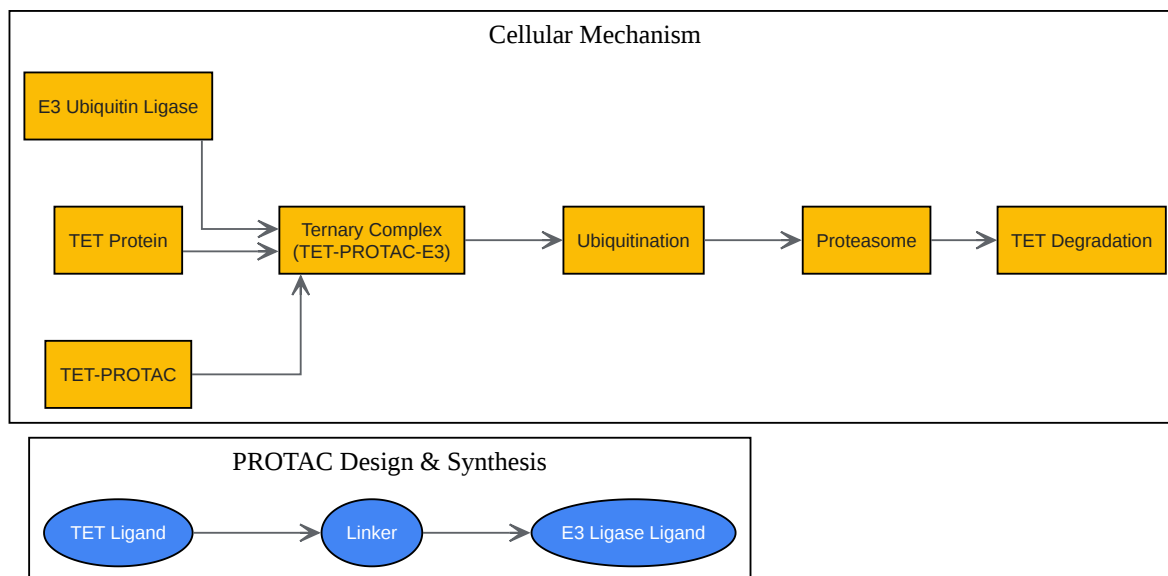 Cellular Mechanism
E3 Ubiquitin Ligase
TET Protein
Ternary Complex
(TET-PROTAC-E3)
Ubiquitination
Proteasome
TET Degradation
TET-PROTAC
PROTAC Design & Synthesis
TET Ligand
Linker
E3 Ligase Ligand